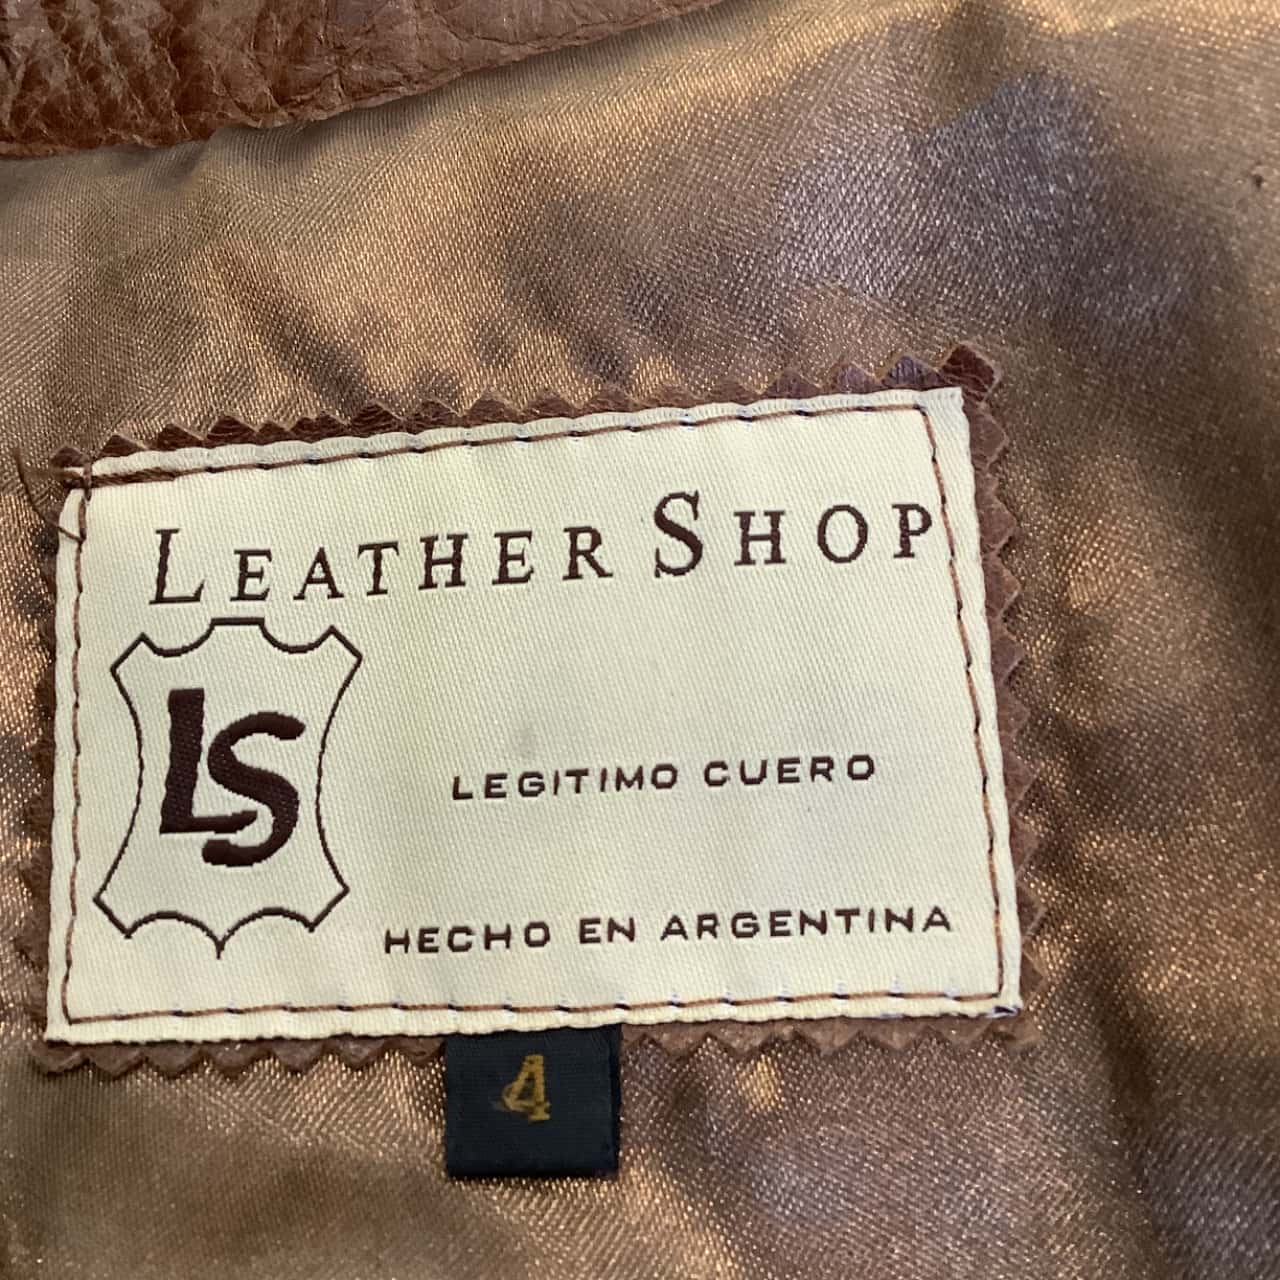 LEATHER SHOP
LS
LEGITIMO CUERO
HECHO EN ARGENTINA
4